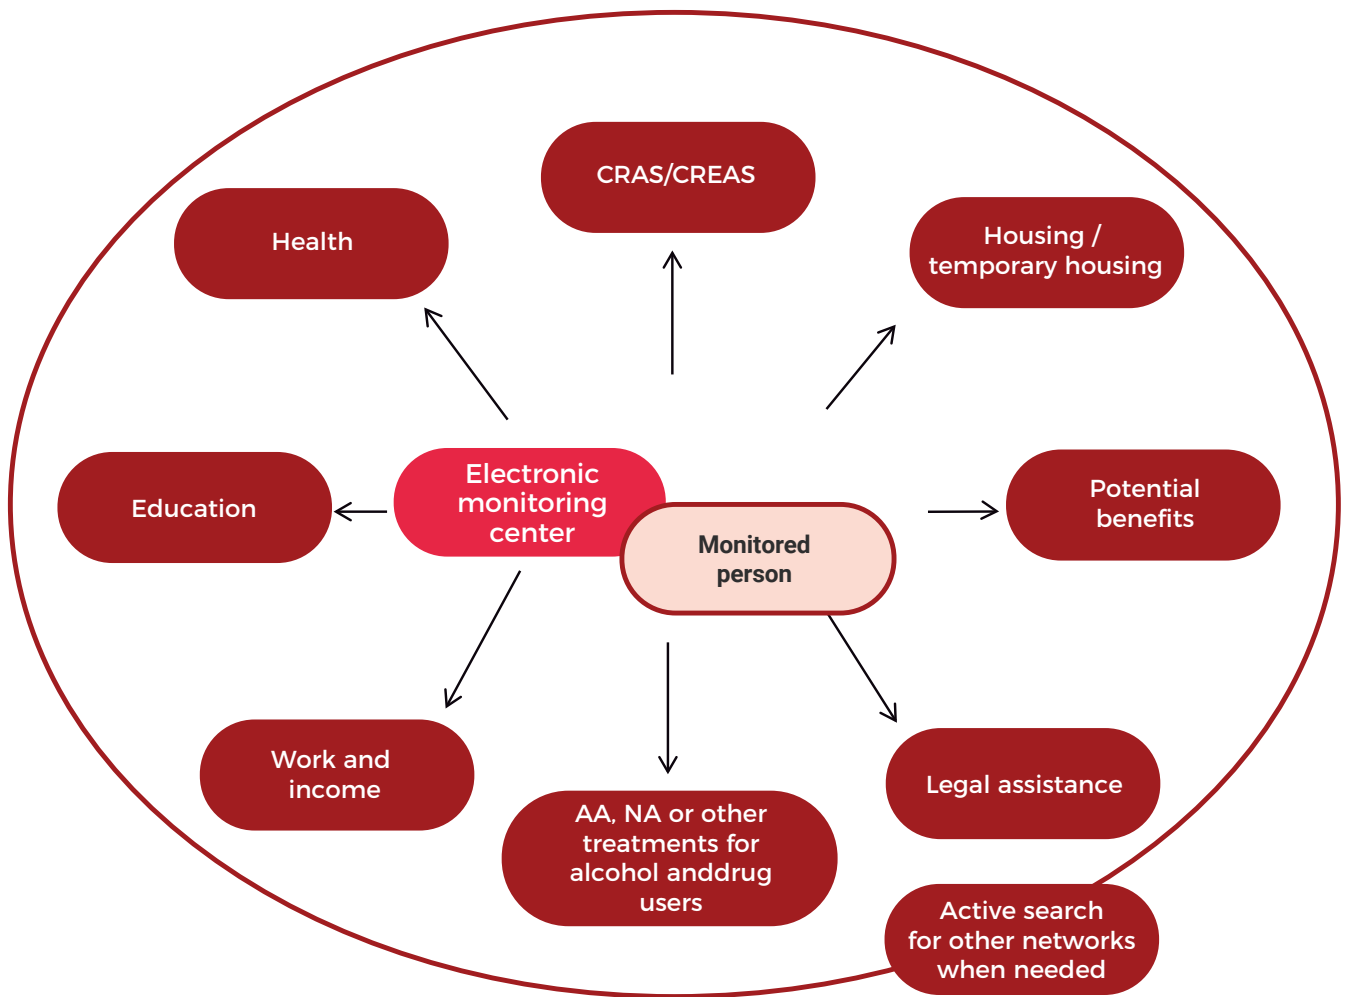 CRAS/CREAS
Health
Housing /
temporary housing
Electronic
monitoring
center
Education
Potential
benefits
Monitored
person
Work and
income
Legal assistance
AA, NA or other
treatments for
alcohol anddrug
users
Active search
for other networks
when needed